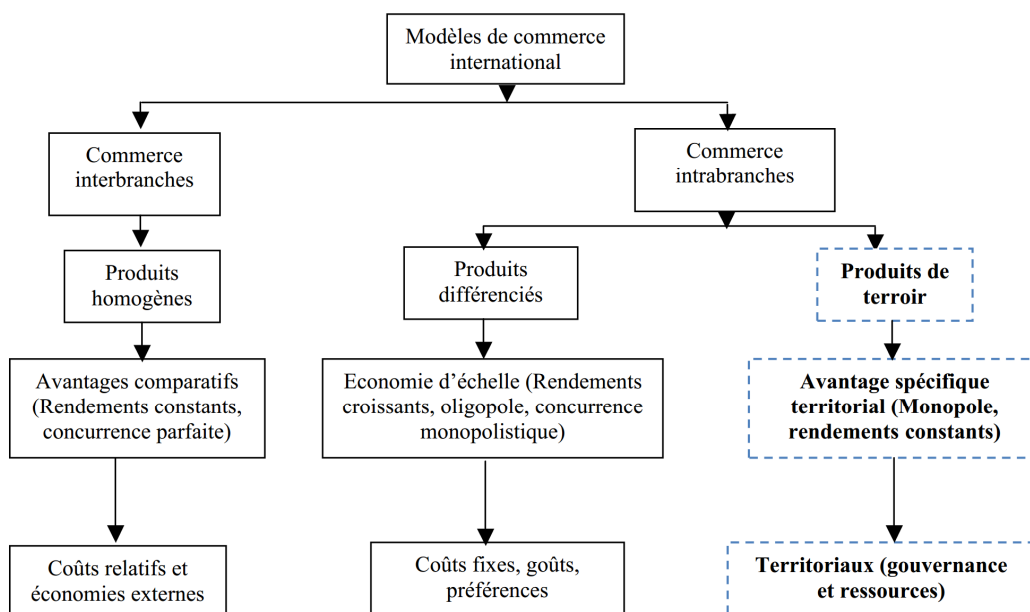 Modèles de commerce
international
Commerce
interbranches
Commerce
intrabranches
Produits
homogènes
Produits
différenciés
Produits de
terroir
Avantages comparatifs
(Rendements constants,
concurrence parfaite)
Economie d’échelle (Rendements
croissants, oligopole, concurrence
monopolistique)
Avantage spécifique
territorial (Monopole,
rendements constants)
Coûts relatifs et
économies externes
Coûts fixes, goûts,
préférences
Territoriaux (gouvernance
et ressources)